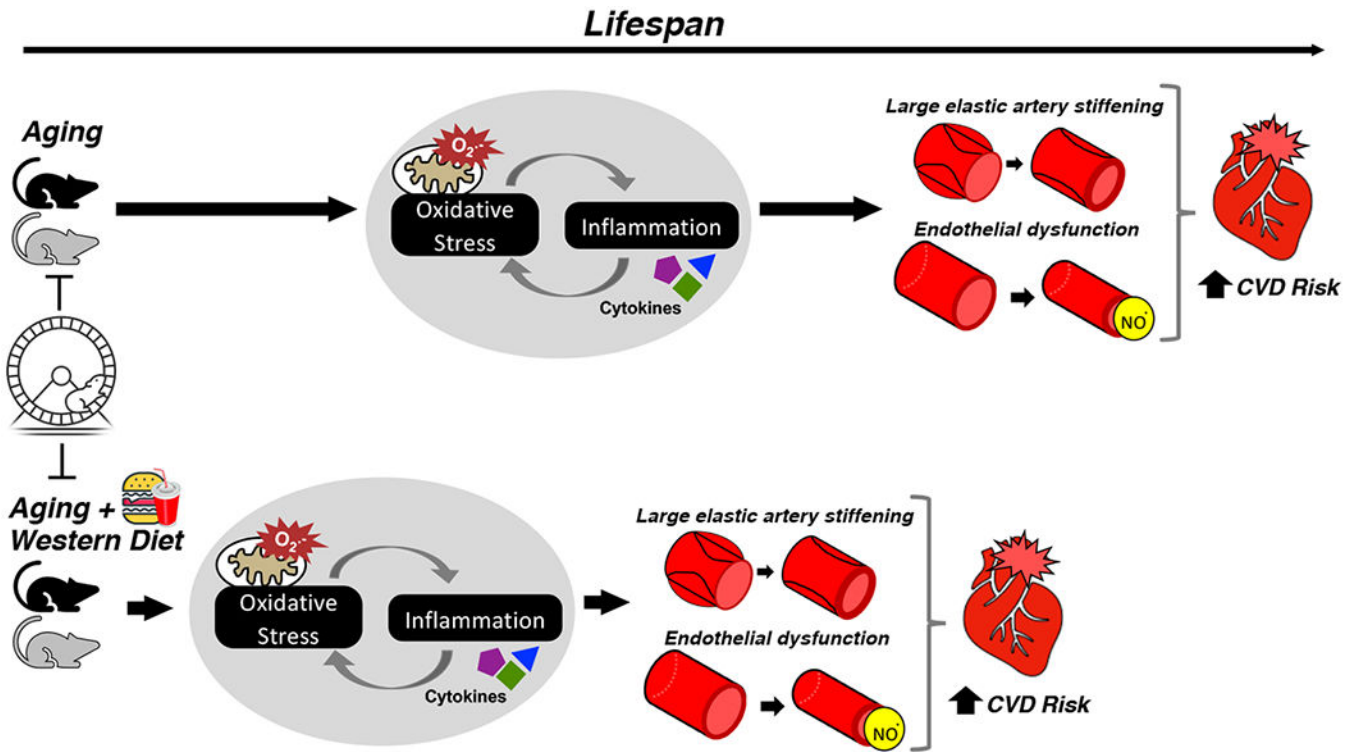 Lifespan
Aging
O₂·-
Oxidative
Stress
Inflammation
Cytokines
Large elastic artery stiffening
Endothelial dysfunction
NO•
CVD Risk
Aging +
Western Diet
O₂·-
Oxidative
Stress
Inflammation
Cytokines
Large elastic artery stiffening
Endothelial dysfunction
NO•
CVD Risk